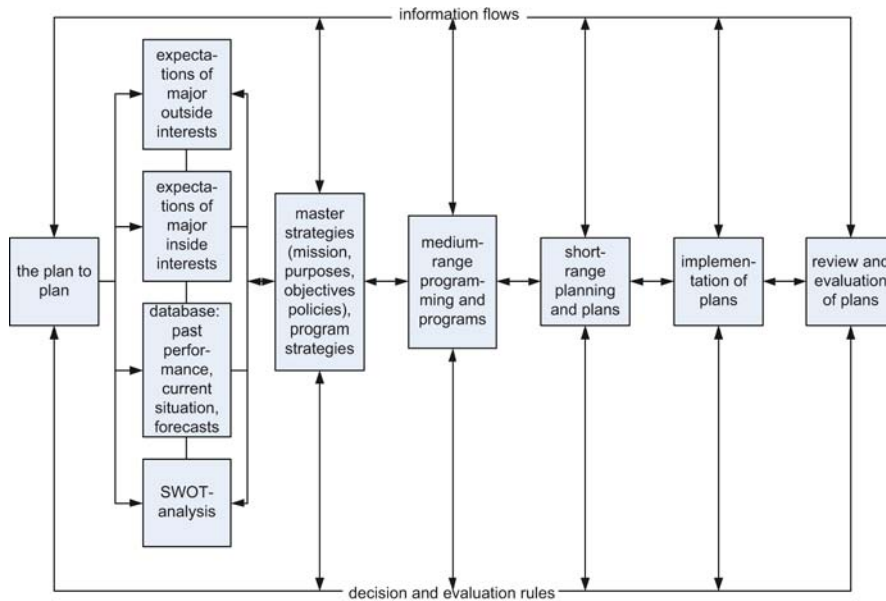 information flows
expecta-
tions of
major
outside
interests
expecta-
tions of
major
inside
interests
the plan to
plan
database:
past
perfor-
mance,
current
situation,
forecasts
SWOT-
analysis
master
strategies
(mission,
purposes,
objectives
policies),
program
strategies
medium-
range
program-
ming and
programs
short-
range
planning
and plans
implemen-
tation of
plans
review and
evaluation
of plans
decision and evaluation rules